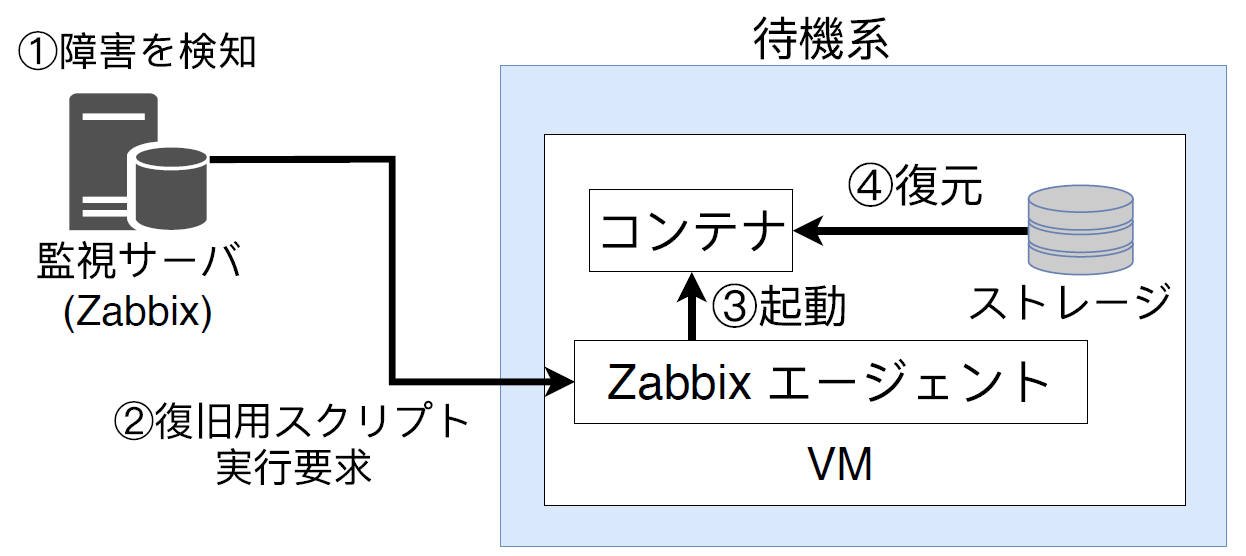 ①障害を検知
監視サーバ
(Zabbix)
②復旧用スクリプト
実行要求
待機系
コンテナ
④復元
ストレージ
③起動
Zabbix エージェント
VM